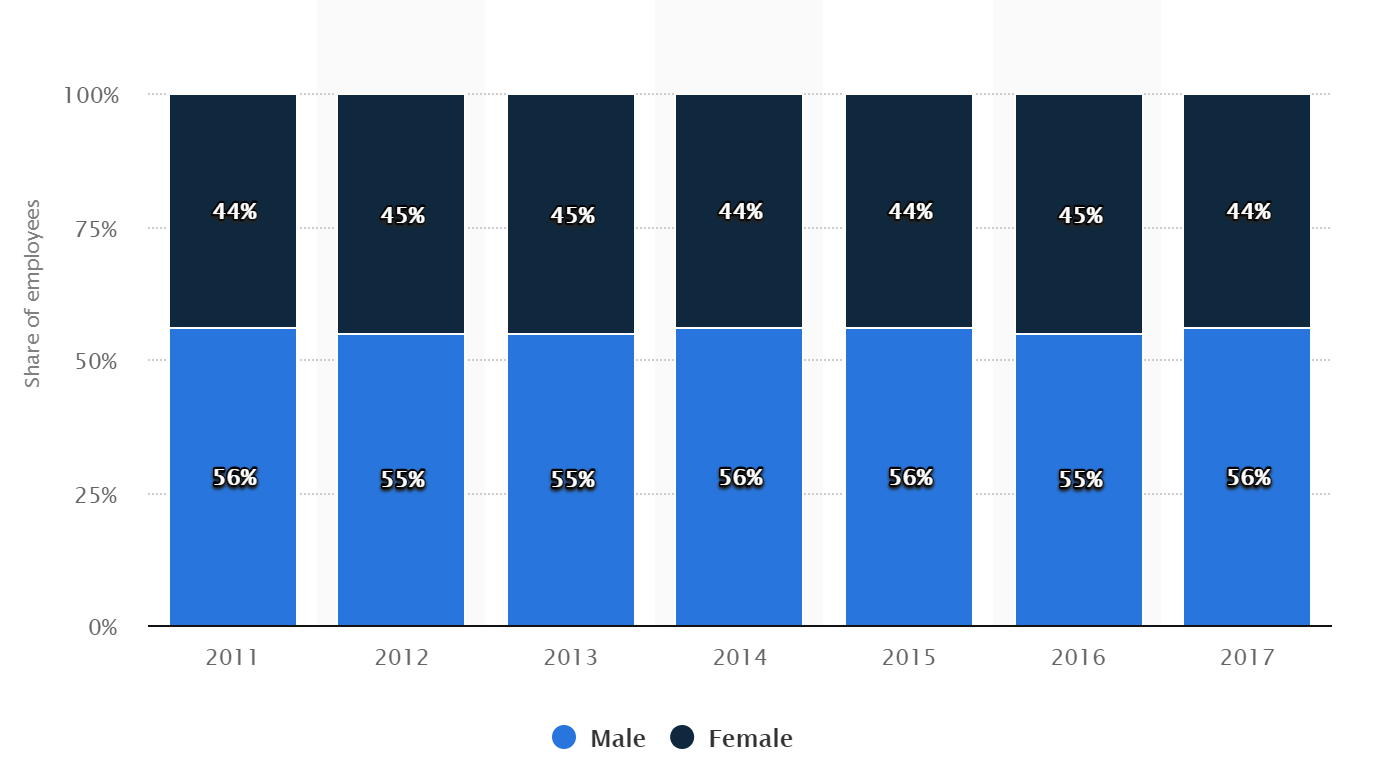 Share of employees
100%
75%
50%
25%
0%
44% 45% 45% 44% 44% 45% 44%
56% 55% 55% 56% 56% 55% 56%
2011 2012 2013 2014 2015 2016 2017
Male Female